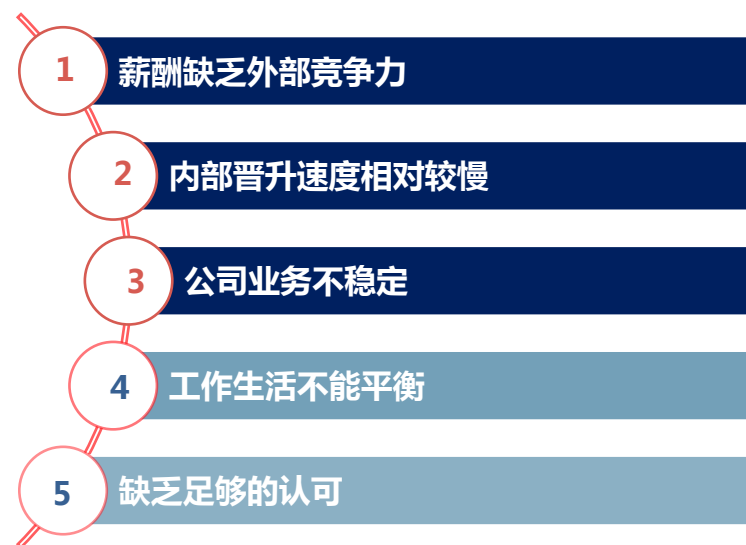 1 薪酬缺乏外部竞争力
2 内部晋升速度相对较慢
3 公司业务不稳定
4 工作生活不能平衡
5 缺乏足够的认可